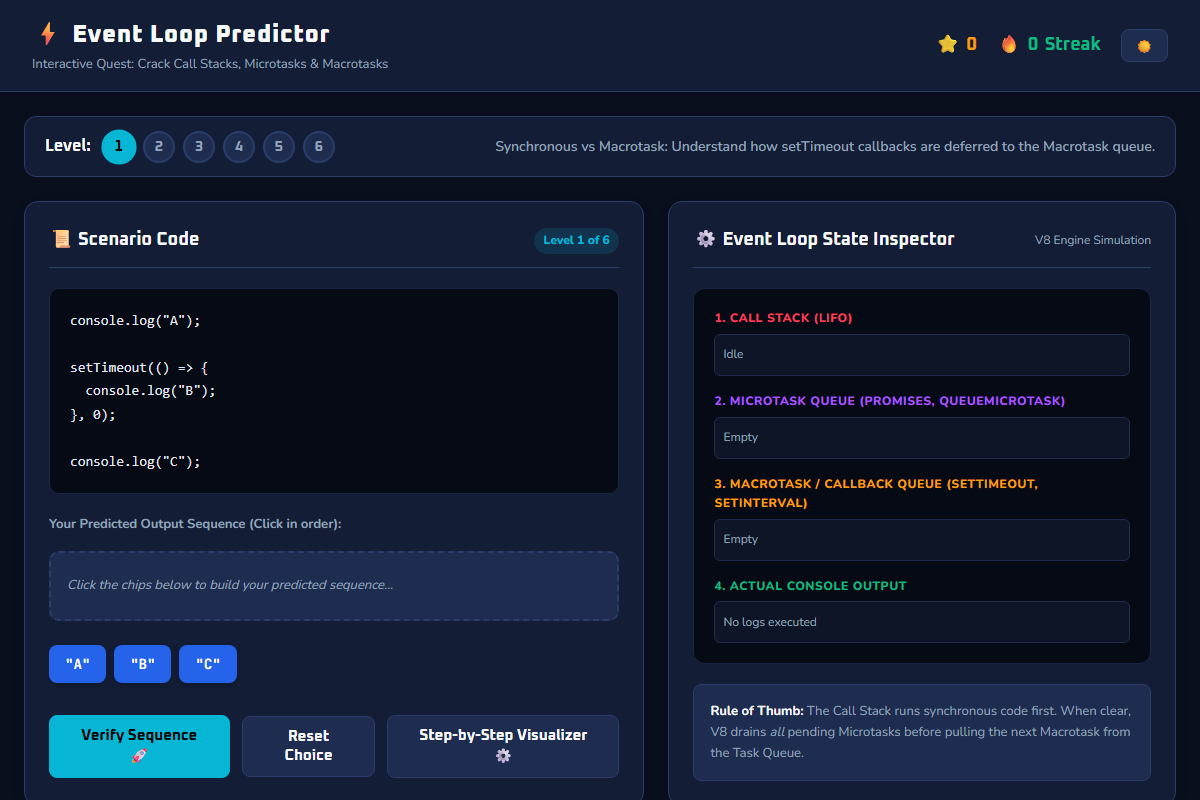 Event Loop Predictor
Interactive Quest: Crack Call Stacks, Microtasks & Macrotasks
0
0 Streak
Level:
1
2
3
4
5
6
Synchronous vs Macrotask: Understand how setTimeout callbacks are deferred to the Macrotask queue.
Scenario Code
Level 1 of 6
console.log("A");
setTimeout(() => {
  console.log("B");
}, 0);
console.log("C");
Your Predicted Output Sequence (Click in order):
Click the chips below to build your predicted sequence...
"A"
"B"
"C"
Verify Sequence
Reset
Choice
Step-by-Step Visualizer
Event Loop State Inspector
V8 Engine Simulation
1. CALL STACK (LIFO)
Idle
2. MICROTASK QUEUE (PROMISES, QUEUEMICROTASK)
Empty
3. MACROTASK / CALLBACK QUEUE (SETTIMEOUT,
SETINTERVAL)
Empty
4. ACTUAL CONSOLE OUTPUT
No logs executed
Rule of Thumb: The Call Stack runs synchronous code first. When clear,
V8 drains all pending Microtasks before pulling the next Macrotask from
the Task Queue.